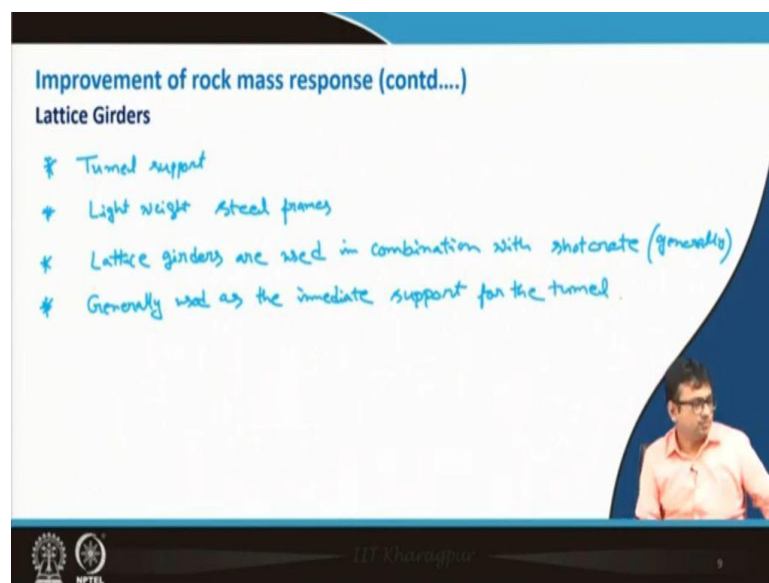 Improvement of rock mass response (contd....)
Lattice Girders
* Tunnel support
* Light weight steel frames
* Lattice girders are used in combination with shotcrete (generally)
* Generally used as the imediate support for the tunnel.
IIT Kharagpur
9
NPTEL